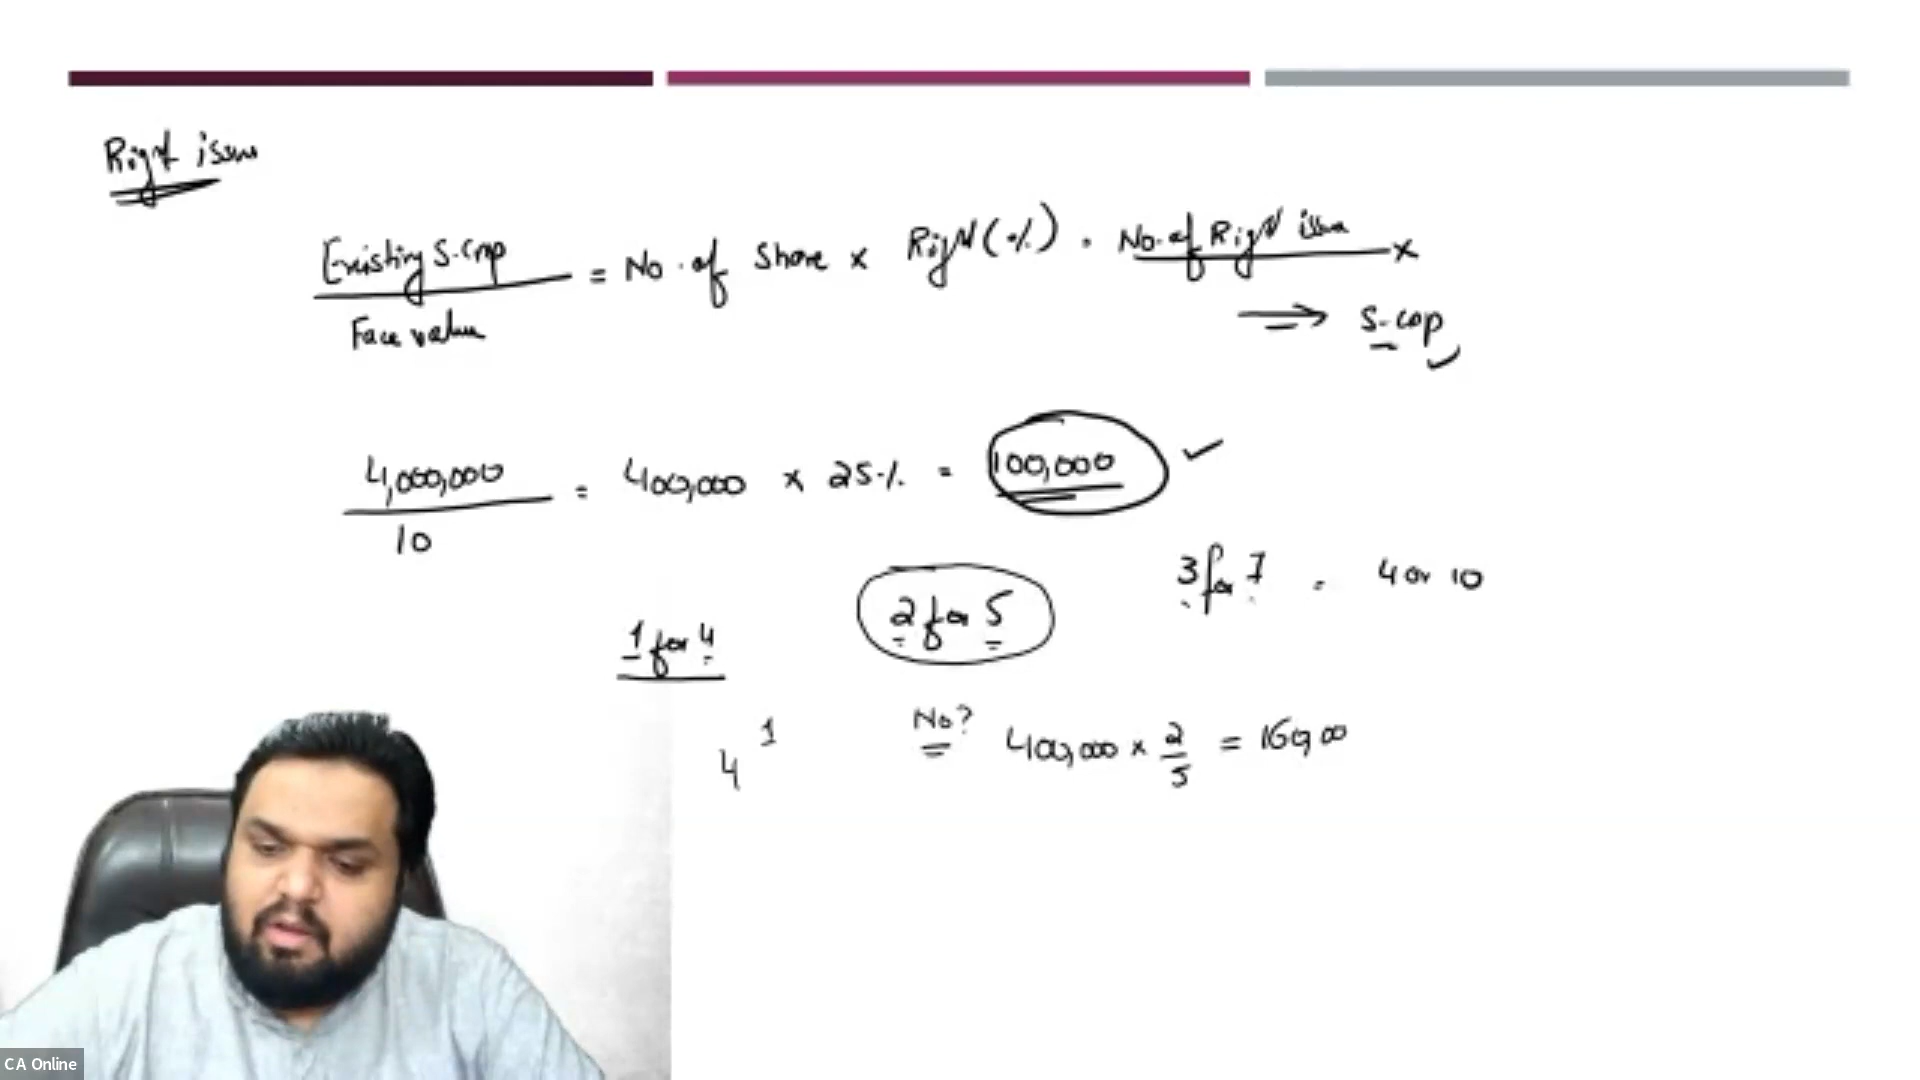 Right issue
Existing S.Cap / Face value = No. of Share × Right (%) = No. of Right issue ×
⇒ S-cap
4,000,000 / 10 = 400,000 × 25% = 100,000 ✓
3 for 7 = 4 or 10
2 for 5
1 for 4
No? 400,000 × 2/5 = 160,00
4 1
CA Online